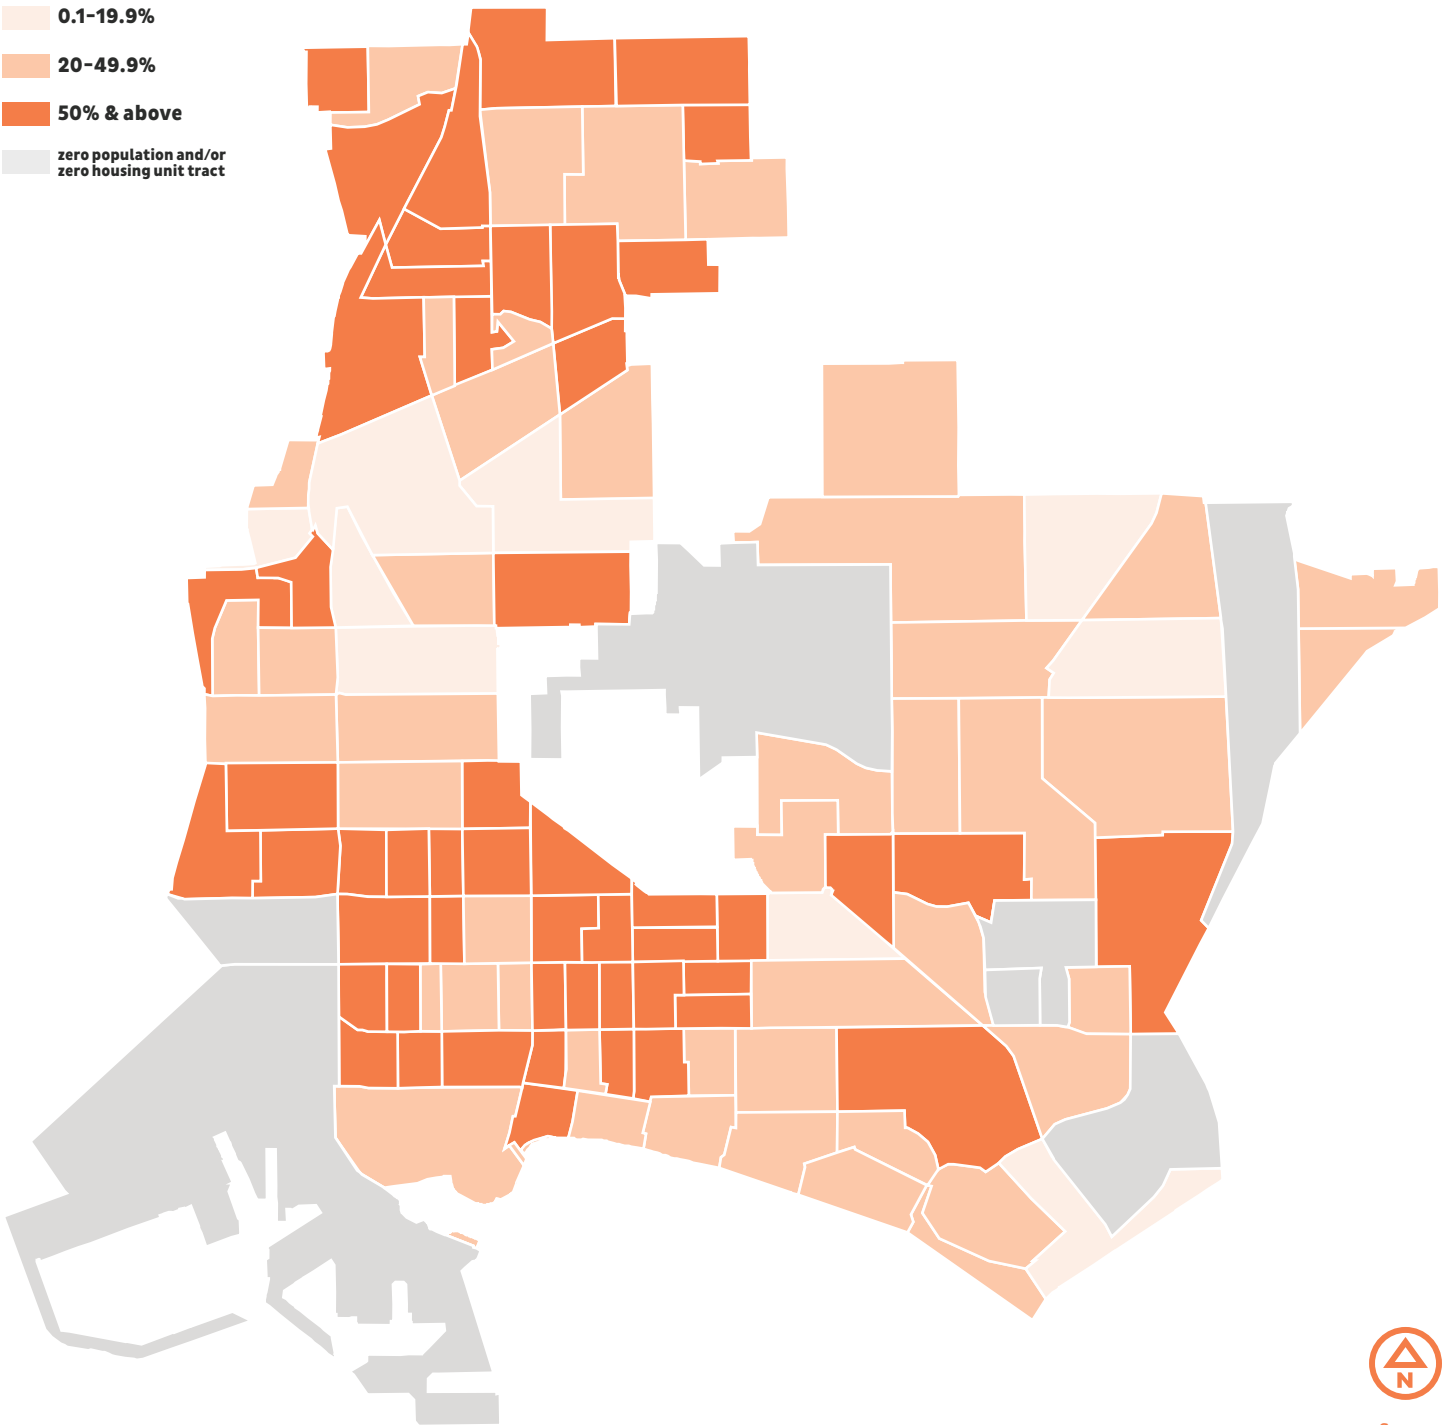 0.1–19.9%
20–49.9%
50% & above
zero population and/or
zero housing unit tract
N